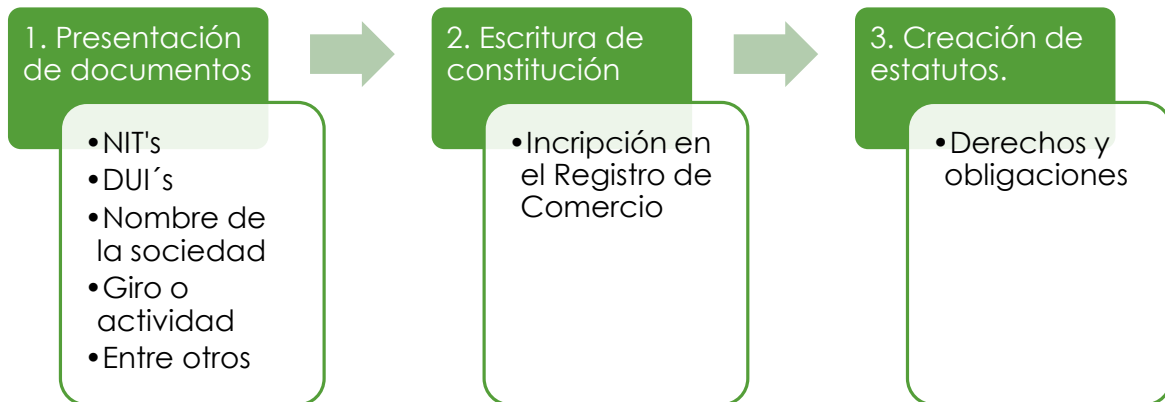 1. Presentación
de documentos
•NIT's
•DUI´s
•Nombre de
la sociedad
•Giro o
actividad
•Entre otros
2. Escritura de
constitución
•Incripción en
el Registro de
Comercio
3. Creación de
estatutos.
•Derechos y
obligaciones